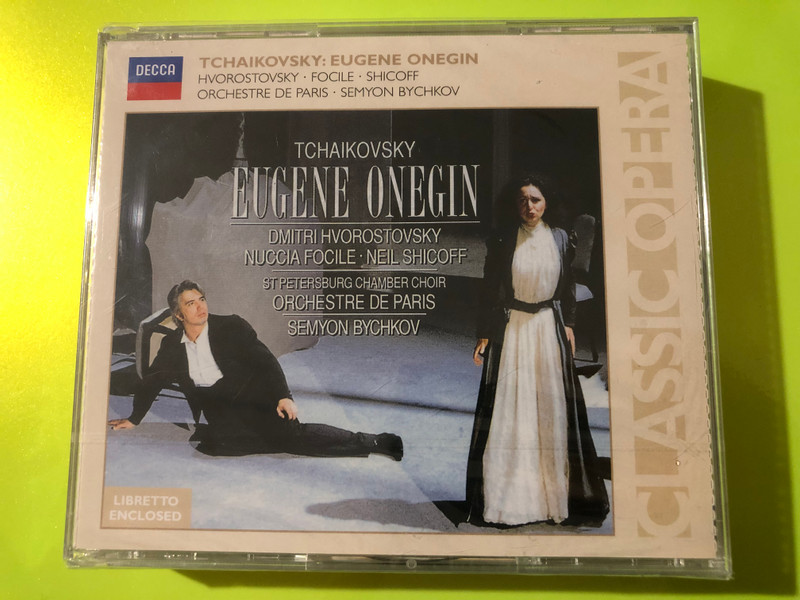 DECCA
TCHAIKOVSKY: EUGENE ONEGIN
HVOROSTOVSKY · FOCILE · SHICOFF
ORCHESTRE DE PARIS · SEMYON BYCHKOV
TCHAIKOVSKY
EUGENE ONEGIN
DMITRI HVOROSTOVSKY
NUCCIA FOCILE · NEIL SHICOFF
ST PETERSBURG CHAMBER CHOIR
ORCHESTRE DE PARIS
SEMYON BYCHKOV
LIBRETTO
ENCLOSED
CLASSIC OPERA